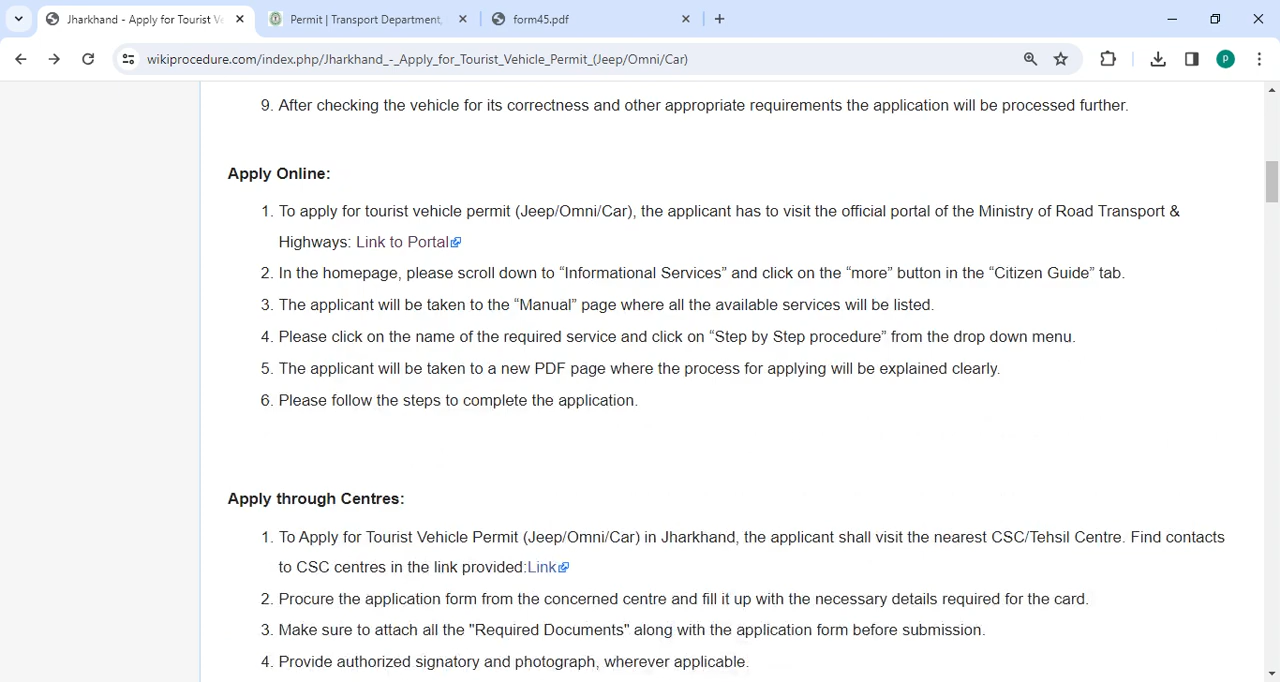 Jharkhand - Apply for Tourist Ve
Permit | Transport Department,
form45.pdf
wikiprocedure.com/index.php/Jharkhand_-_Apply_for_Tourist_Vehicle_Permit_(Jeep/Omni/Car)
P
9. After checking the vehicle for its correctness and other appropriate requirements the application will be processed further.
Apply Online:
1. To apply for tourist vehicle permit (Jeep/Omni/Car), the applicant has to visit the official portal of the Ministry of Road Transport &
Highways: Link to Portal
2. In the homepage, please scroll down to “Informational Services” and click on the “more” button in the “Citizen Guide” tab.
3. The applicant will be taken to the “Manual” page where all the available services will be listed.
4. Please click on the name of the required service and click on “Step by Step procedure” from the drop down menu.
5. The applicant will be taken to a new PDF page where the process for applying will be explained clearly.
6. Please follow the steps to complete the application.
Apply through Centres:
1. To Apply for Tourist Vehicle Permit (Jeep/Omni/Car) in Jharkhand, the applicant shall visit the nearest CSC/Tehsil Centre. Find contacts
to CSC centres in the link provided:Link
2. Procure the application form from the concerned centre and fill it up with the necessary details required for the card.
3. Make sure to attach all the "Required Documents" along with the application form before submission.
4. Provide authorized signatory and photograph, wherever applicable.